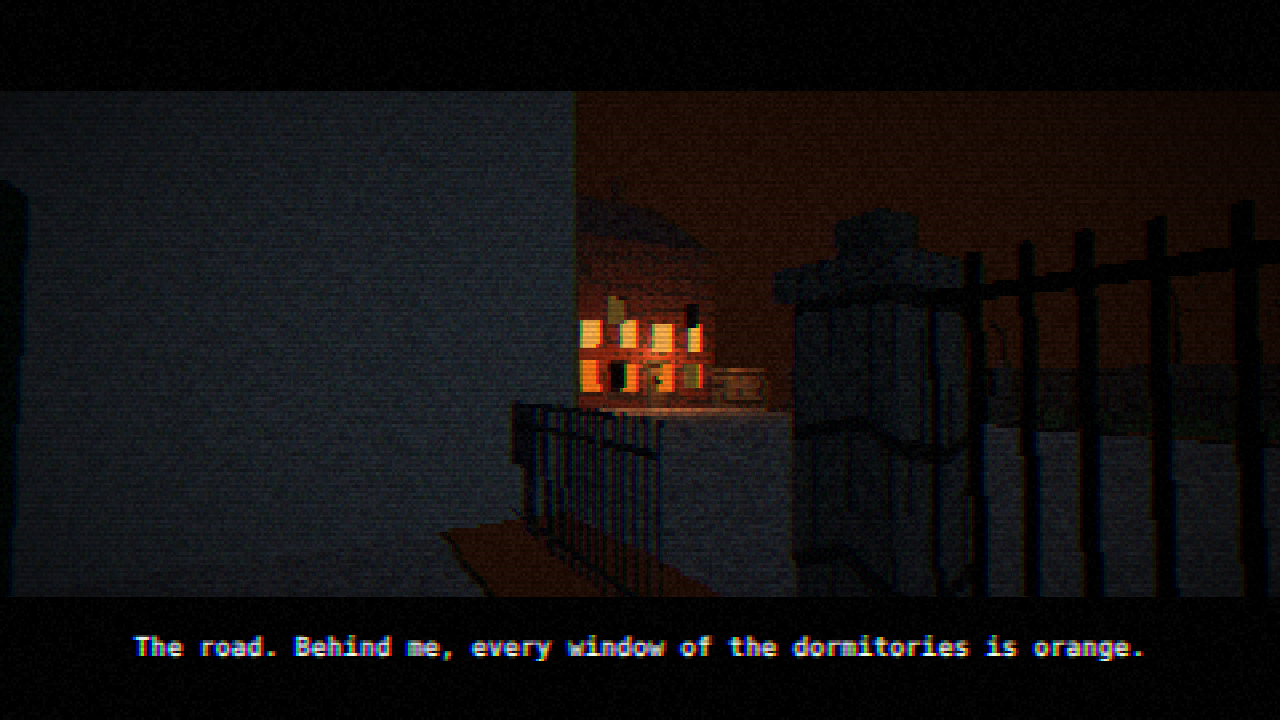 The road. Behind me, every window of the dormitories is orange.